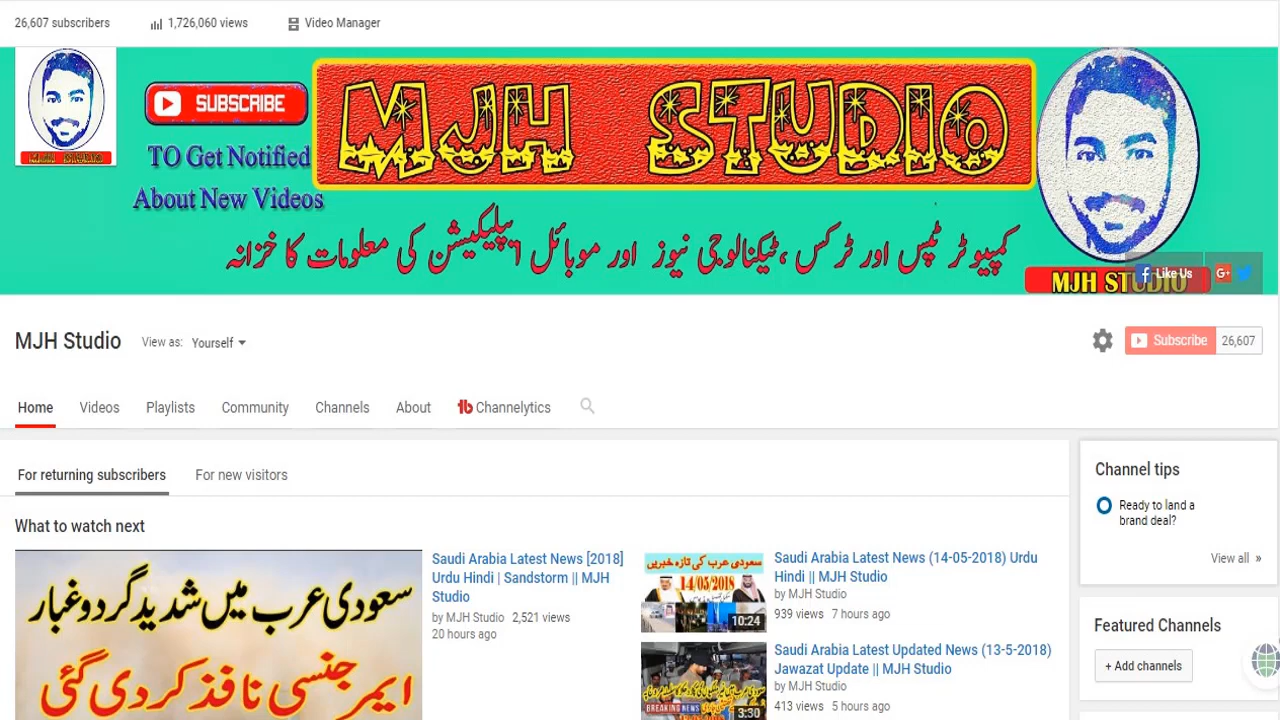 26,607 subscribers 1,726,060 views Video Manager
SUBSCRIBE
TO Get Notified
About New Videos
MJH STUDIO
کمپیوٹر ٹپس اور ٹرکس ،ٹیکنالوجی نیوز اور موبائل ایپلیکیشن کی معلومات کا خزانہ
MJH STUDIO
MJH STUDIO
Like Us
G+
MJH Studio View as: Yourself
Subscribe 26,607
Home Videos Playlists Community Channels About Channelytics
For returning subscribers For new visitors
What to watch next
سعودی عرب میں شدید گرد و غبار
ایمرجنسی نافذ کر دی گئی
Saudi Arabia Latest News [2018]
Urdu Hindi | Sandstorm || MJH
Studio
by MJH Studio 2,521 views
20 hours ago
سعودی عرب کی تازہ خبریں
14/05/2018
10:24
Saudi Arabia Latest News (14-05-2018) Urdu
Hindi || MJH Studio
by MJH Studio
939 views 7 hours ago
BREAKING NEWS
3:30
Saudi Arabia Latest Updated News (13-5-2018)
Jawazat Update || MJH Studio
by MJH Studio
413 views 5 hours ago
Channel tips
Ready to land a
brand deal?
View all »
Featured Channels
+ Add channels